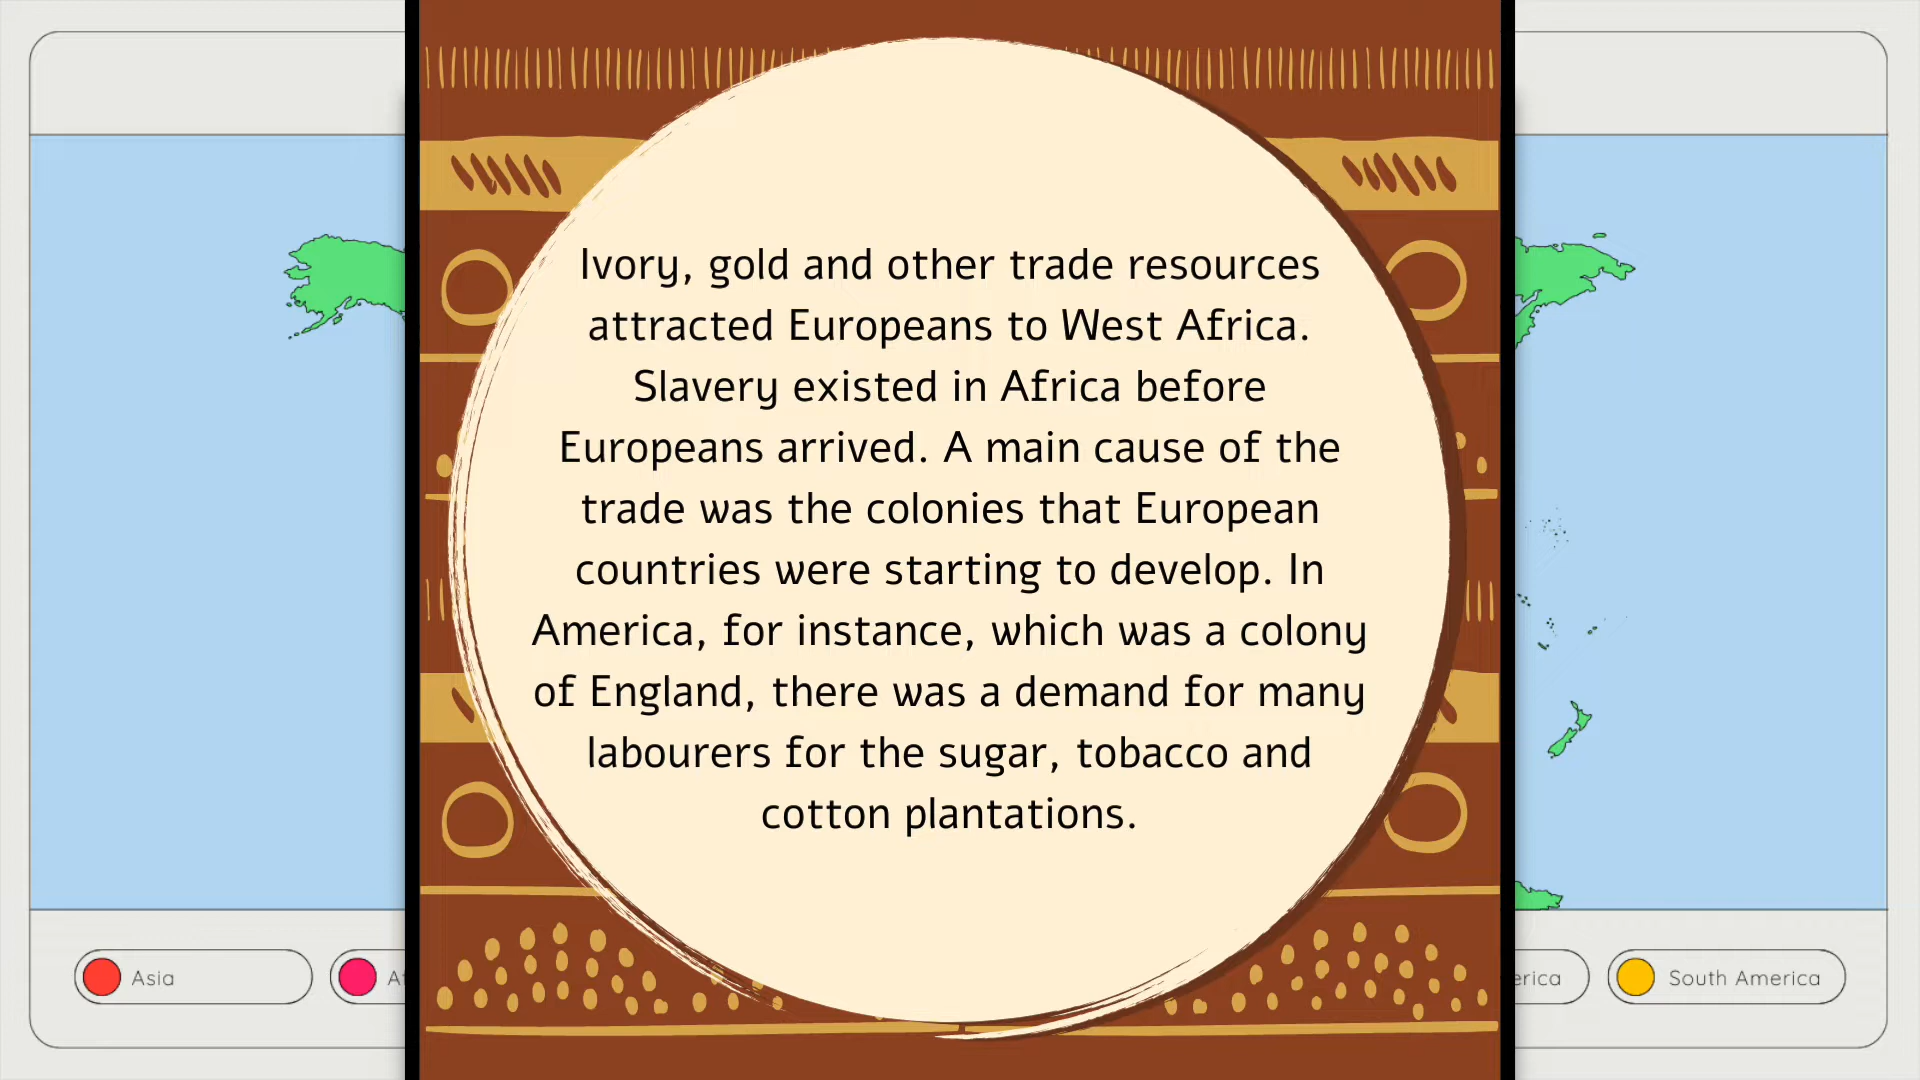 Ivory, gold and other trade resources
attracted Europeans to West Africa.
Slavery existed in Africa before
Europeans arrived. A main cause of the
trade was the colonies that European
countries were starting to develop. In
America, for instance, which was a colony
of England, there was a demand for many
labourers for the sugar, tobacco and
cotton plantations.
Asia
South America